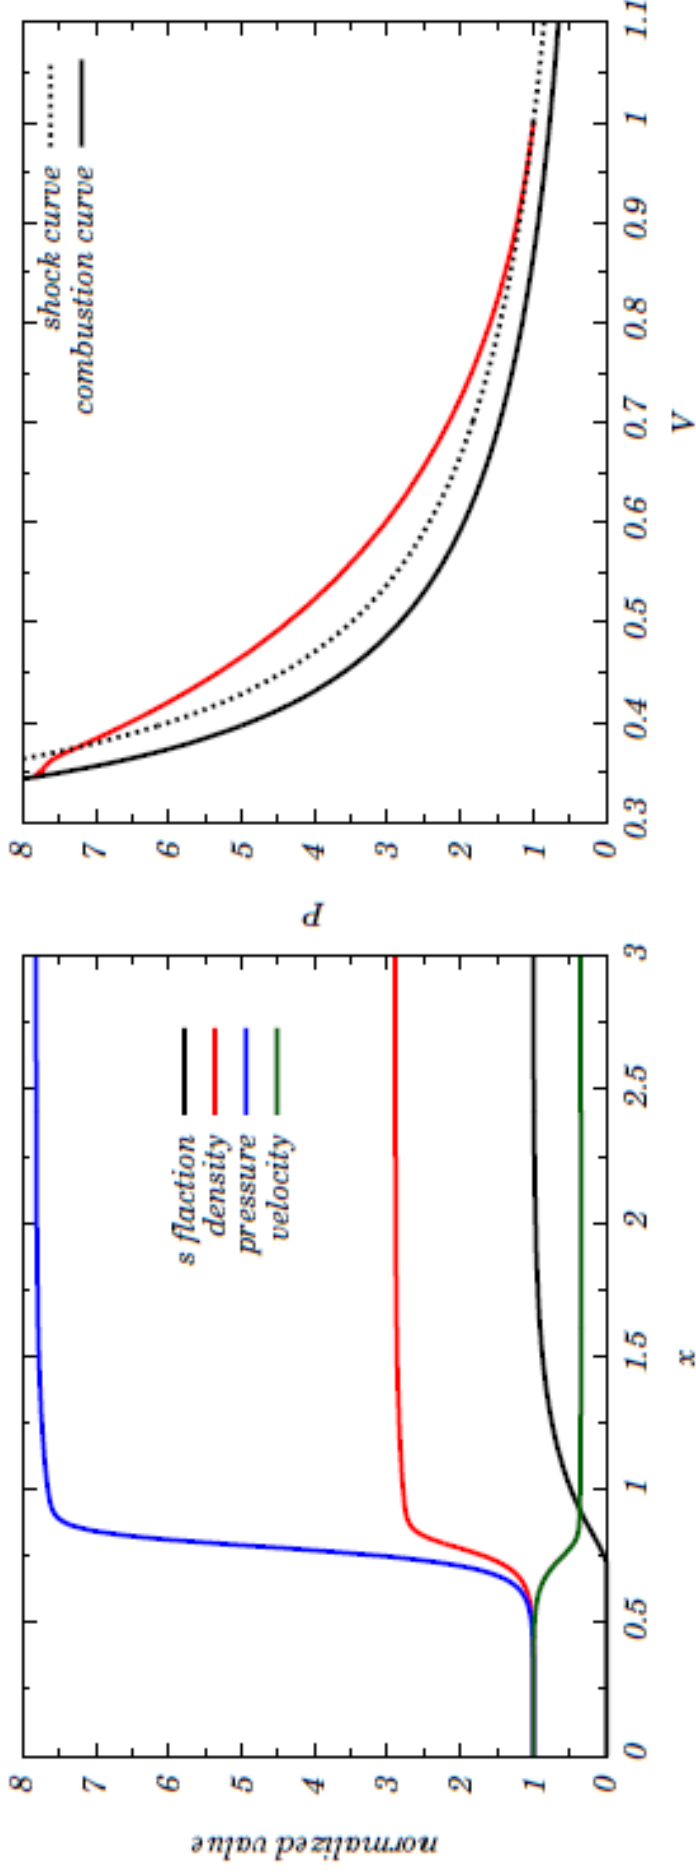 normalized value
8
7
6
5
4
3
2
1
0
s flaction
density
pressure
velocity
0 0.5 1 1.5 2 2.5 3
x
P
8
7
6
5
4
3
2
1
0
shock curve
combustion curve
0.3 0.4 0.5 0.6 0.7 0.8 0.9 1 1.1
V